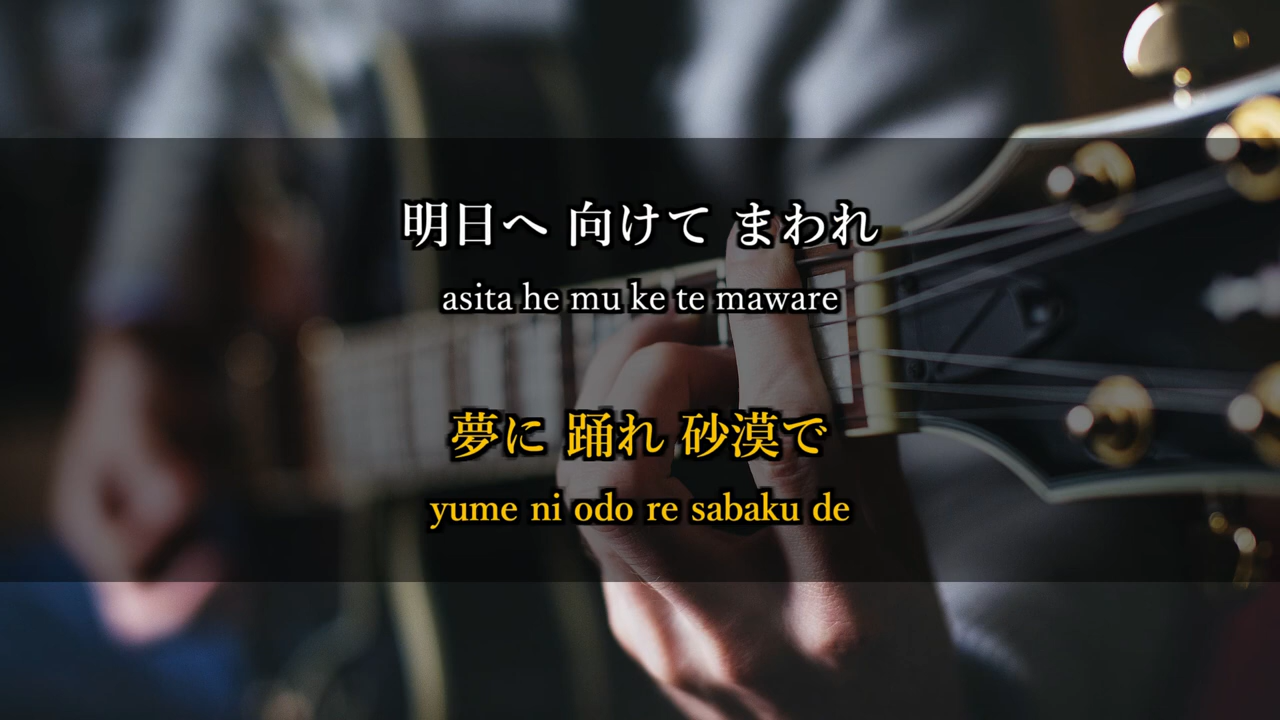 明日へ 向けて まわれ
asita he mu ke te maware
夢に 踊れ 砂漠で
yume ni odo re sabaku de